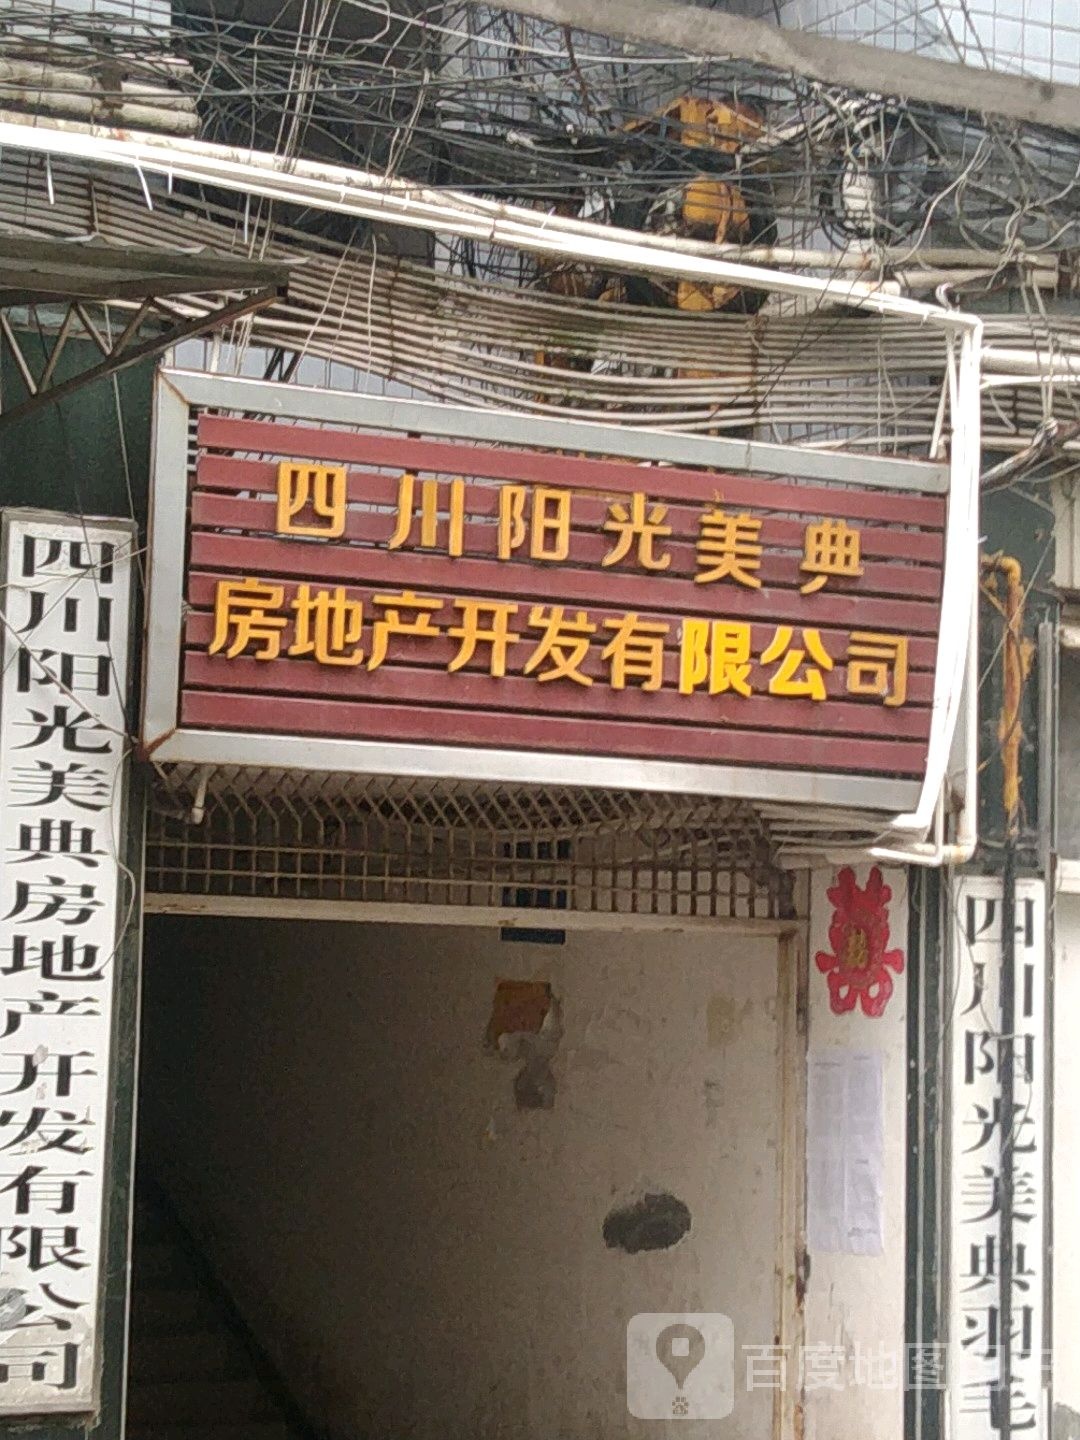 四川阳光美典
房地产开发有限公司
四川阳光美典房地产开发有限公司
四川阳光美典羽毛
百度地图